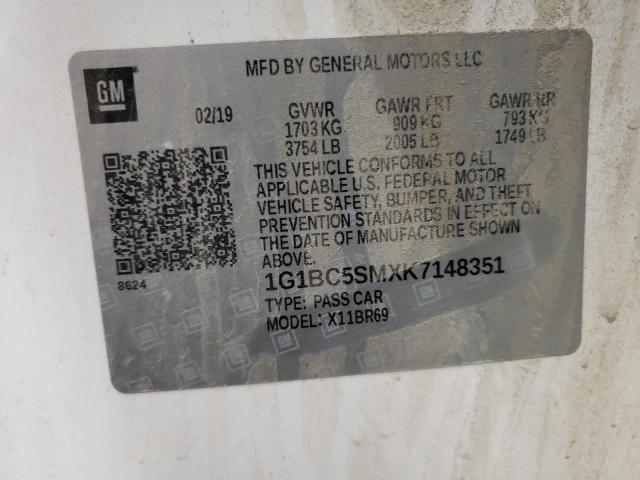 GM
MFD BY GENERAL MOTORS LLC
02/19 GVWR GAWR FRT GAWR RR
1703 KG 909 KG 793 KG
3754 LB 2005 LB 1749 LB
THIS VEHICLE CONFORMS TO ALL
APPLICABLE U.S. FEDERAL MOTOR
VEHICLE SAFETY, BUMPER, AND THEFT
PREVENTION STANDARDS IN EFFECT ON
THE DATE OF MANUFACTURE SHOWN
ABOVE.
8624
1G1BC5SMXK7148351
TYPE: PASS CAR
MODEL: X11BR69